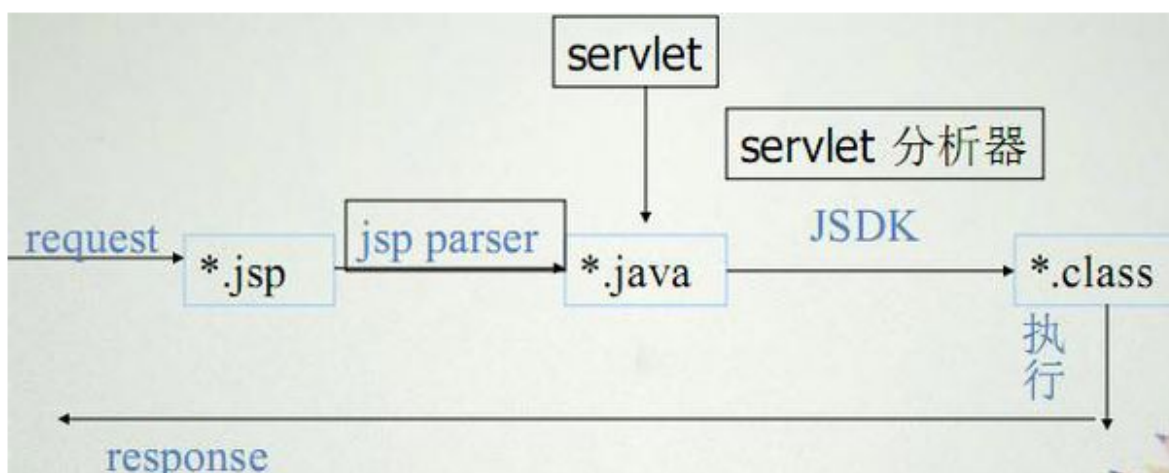 servlet
servlet 分析器
request
jsp parser
JSDK
*.jsp
*.java
*.class
执
行
response